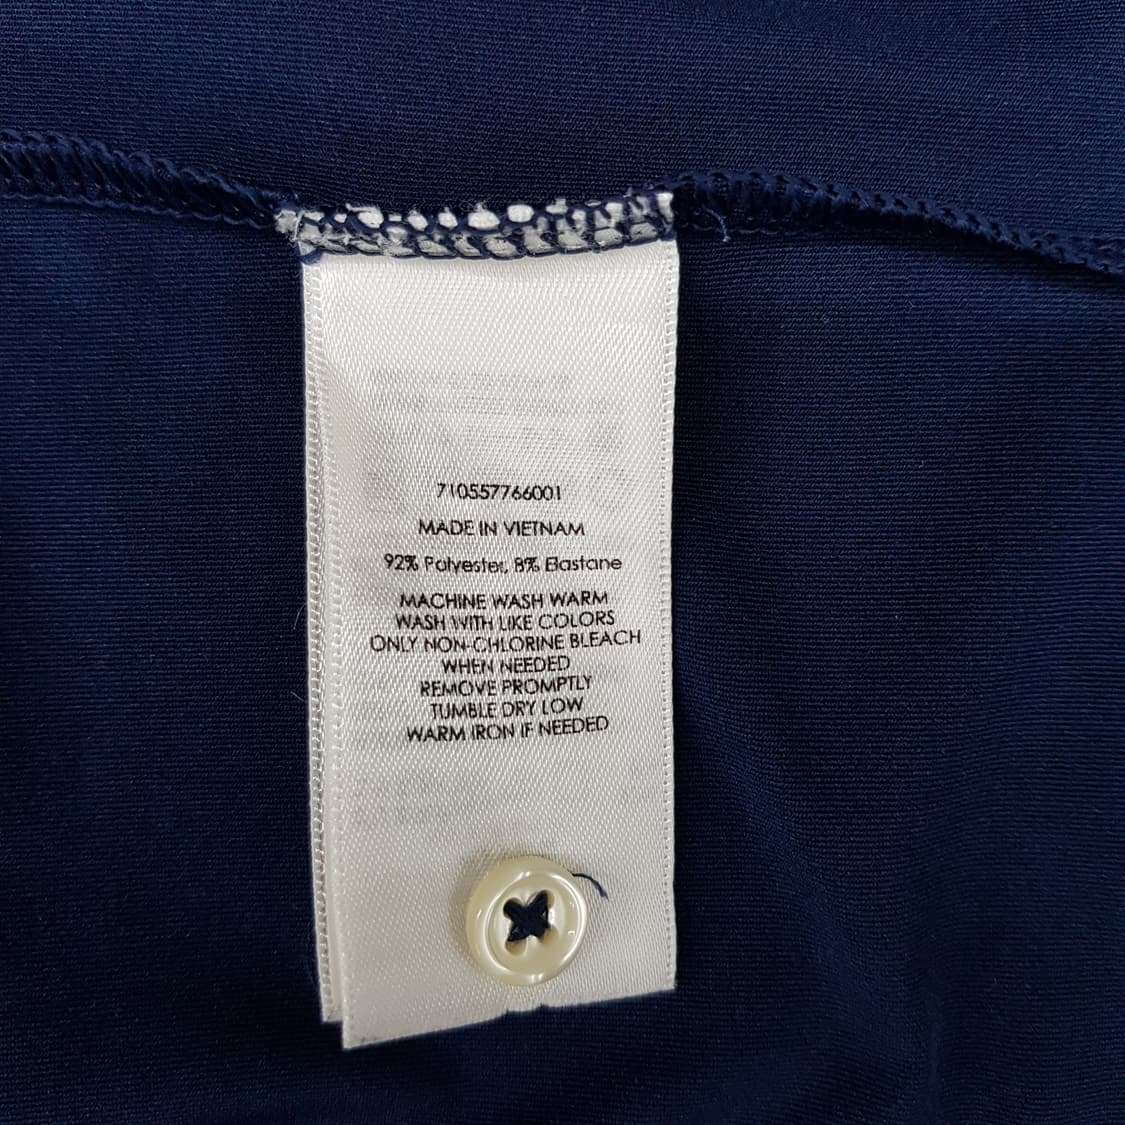 710557766001
MADE IN VIETNAM
92% Polyester, 8% Elastane
MACHINE WASH WARM
WASH WITH LIKE COLORS
ONLY NON-CHLORINE BLEACH
WHEN NEEDED
REMOVE PROMPTLY
TUMBLE DRY LOW
WARM IRON IF NEEDED